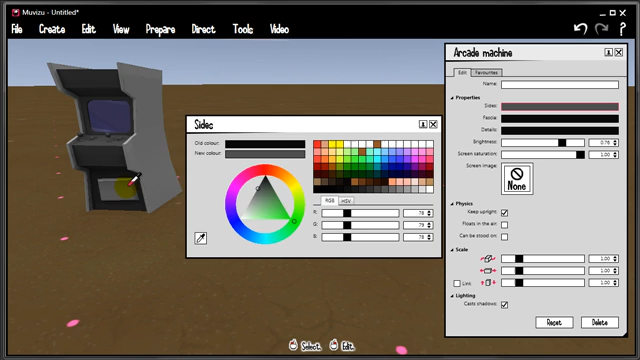 Muvizu - Untitled*
File Create Edit View Prepare Direct Tools Video
Arcade machine
Edit Favourites
Name:
Properties
Sides:
Fascia:
Details:
Brightness: 0.76
Screen saturation: 1.00
Screen image:
None
Physics
Keep upright:
Floats in the air:
Can be stood on:
Scale
1.00
1.00
Link: 1.00
Lighting
Casts shadows:
Reset Delete
Sides
Old colour:
New colour:
RGB HSV
R: 78
G: 79
B: 78
Select Edit